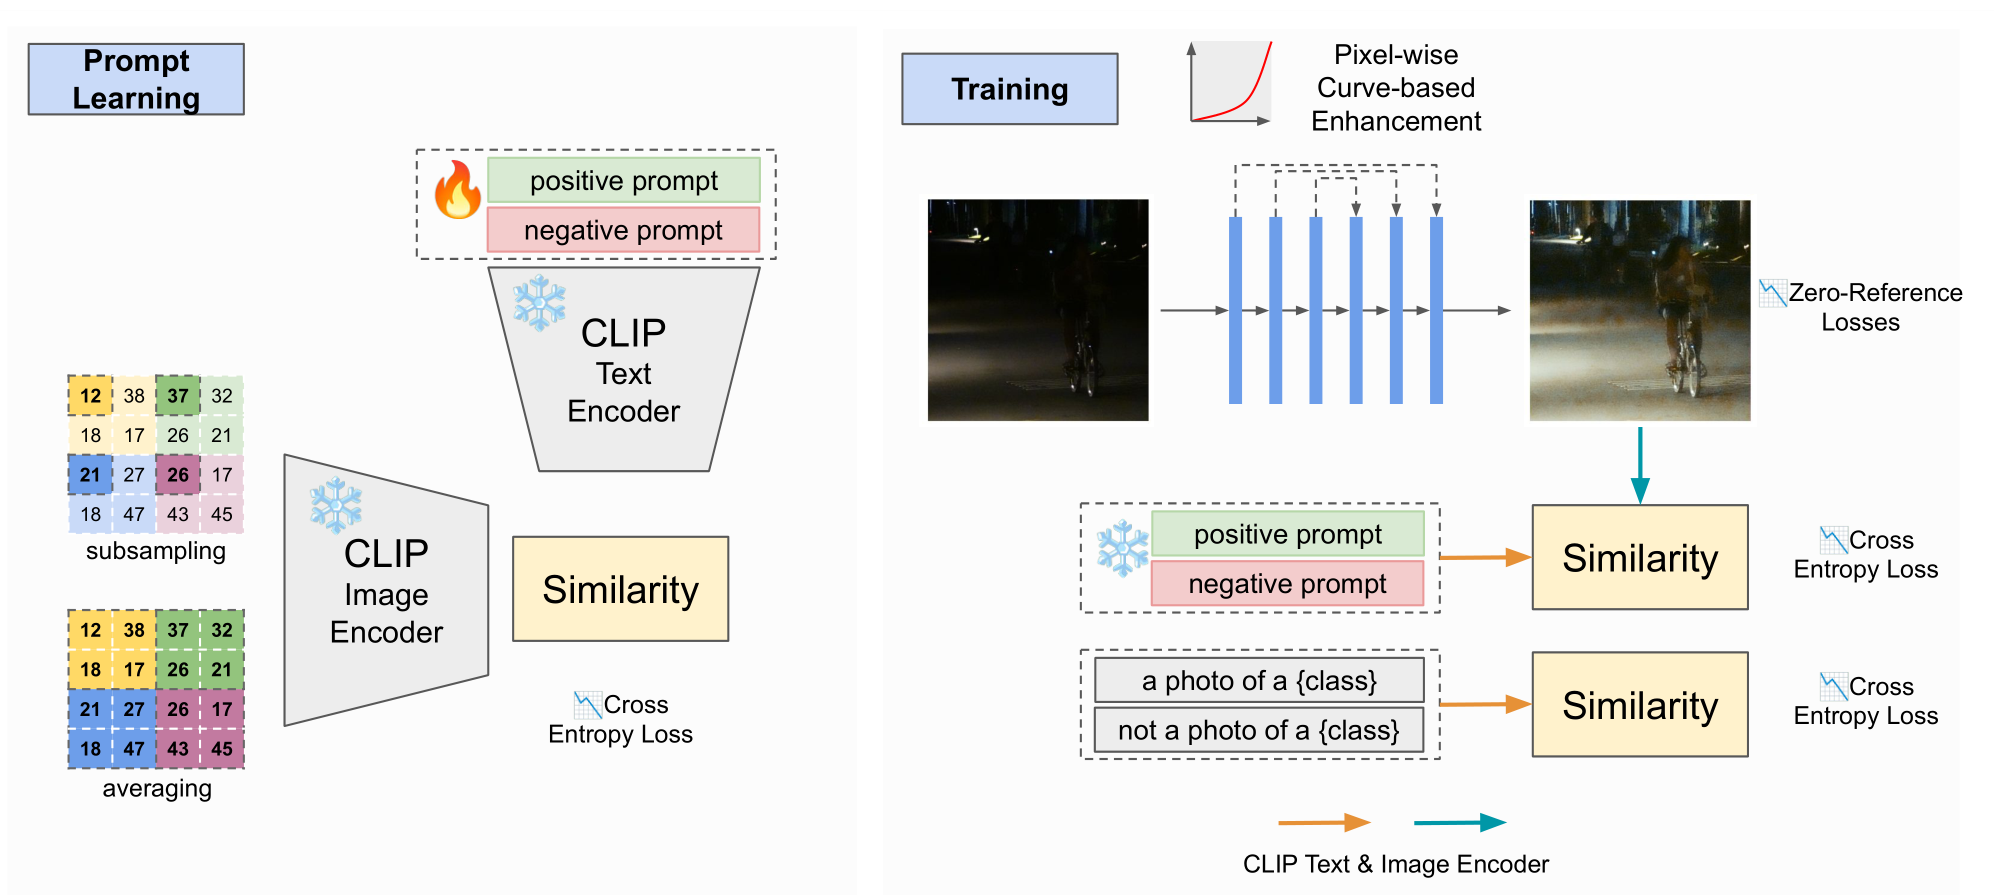 Prompt
Learning
positive prompt
negative prompt
CLIP
Text
Encoder
12 38 37 32
18 17 26 21
21 27 26 17
18 47 43 45
subsampling
CLIP
Image
Encoder
Similarity
12 38 37 32
18 17 26 21
21 27 26 17
18 47 43 45
averaging
Cross
Entropy Loss
Training
Pixel-wise
Curve-based
Enhancement
Zero-Reference
Losses
positive prompt
negative prompt
Similarity
Cross
Entropy Loss
a photo of a {class}
not a photo of a {class}
Similarity
Cross
Entropy Loss
CLIP Text & Image Encoder